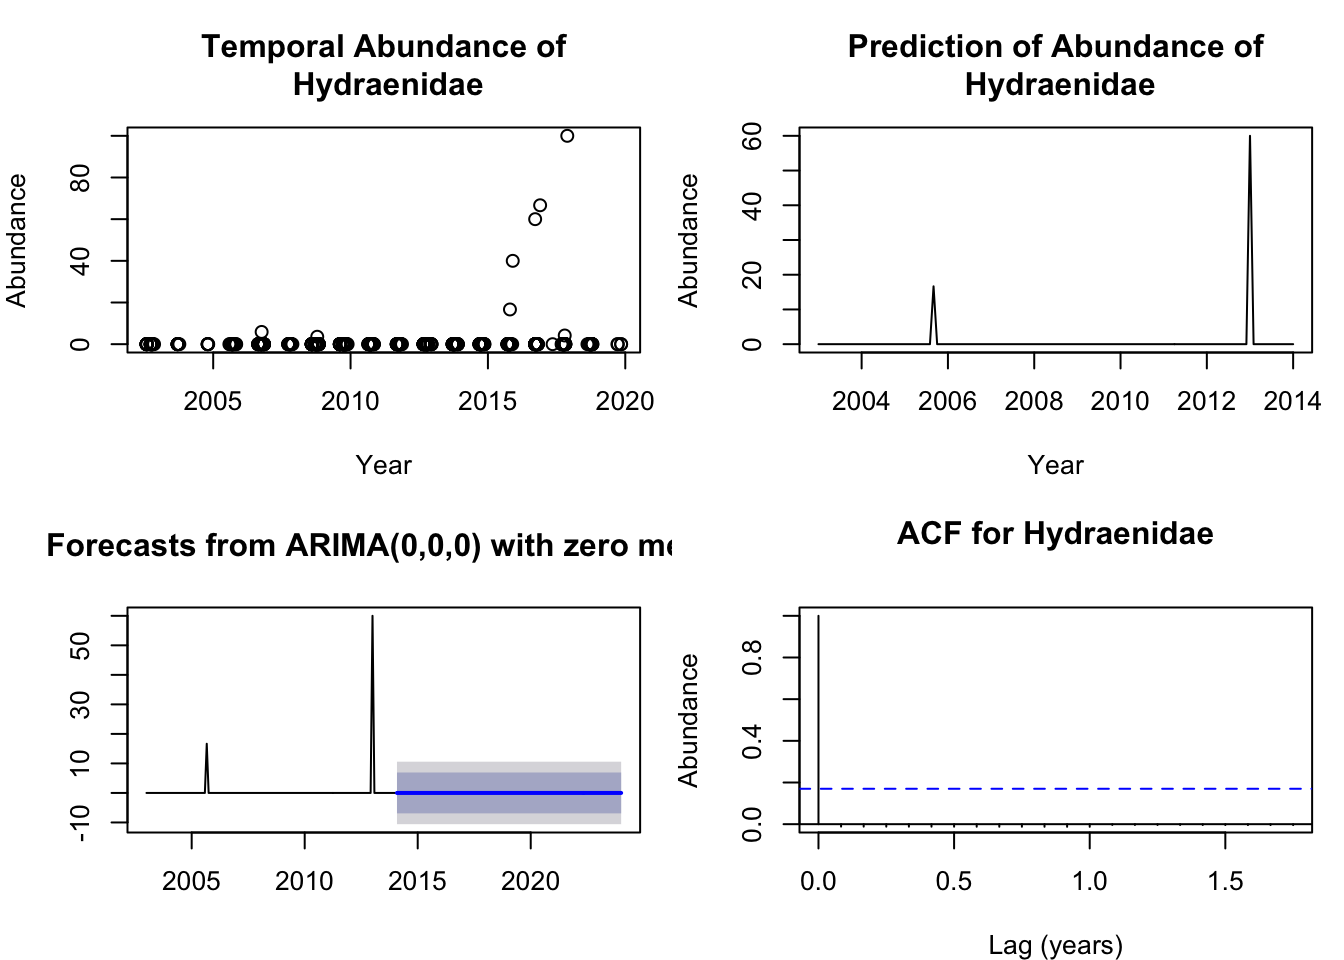 Temporal Abundance of
Hydraenidae
Abundance
80
40
0
2005 2010 2015 2020
Year
Prediction of Abundance of
Hydraenidae
Abundance
60
40
20
0
2004 2006 2008 2010 2012 2014
Year
Forecasts from ARIMA(0,0,0) with zero me
50
30
10
-10
2005 2010 2015 2020
ACF for Hydraenidae
Abundance
0.8
0.4
0.0
0.0 0.5 1.0 1.5
Lag (years)